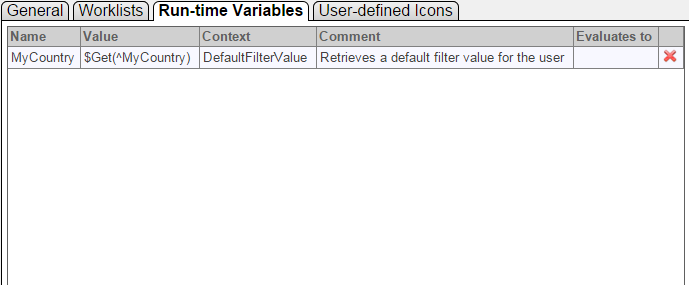 General Worklists Run-time Variables User-defined Icons
Name Value Context Comment Evaluates to
MyCountry $Get(^MyCountry) DefaultFilterValue Retrieves a default filter value for the user